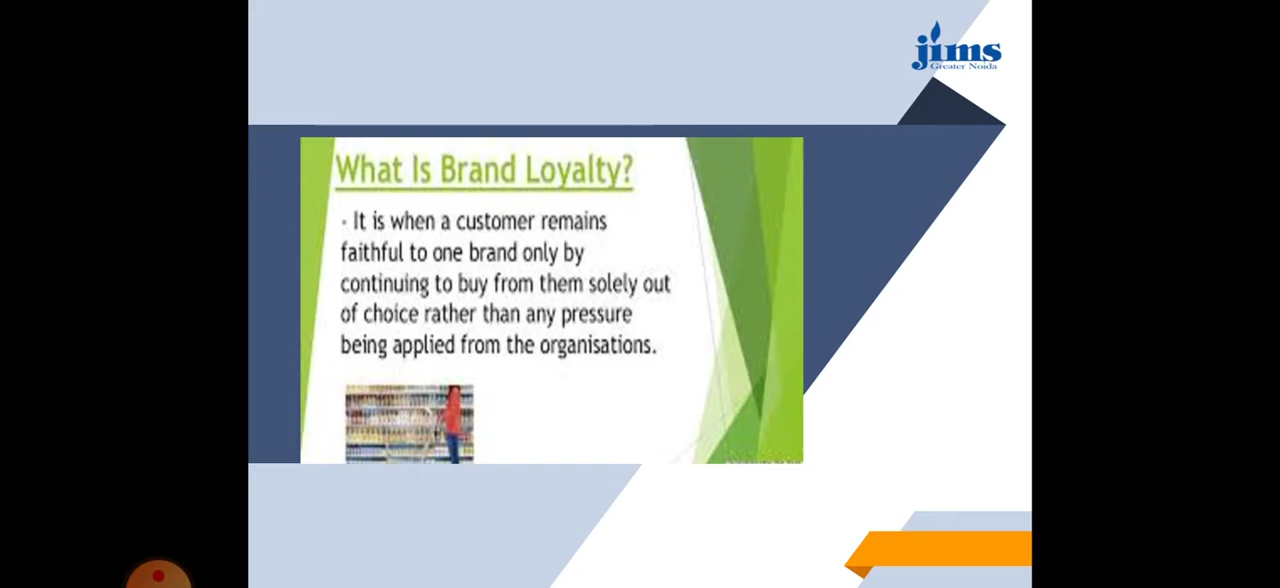 jims
Greater Noida
What Is Brand Loyalty?
- It is when a customer remains
faithful to one brand only by
continuing to buy from them solely out
of choice rather than any pressure
being applied from the organisations.